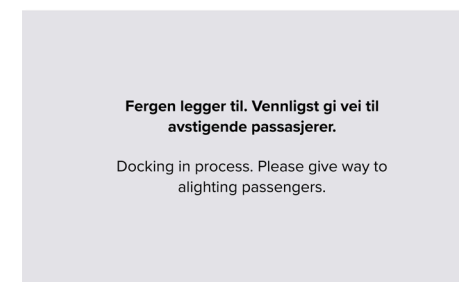 Fergen legger til. Vennligst gi vei til
avstigende passasjerer.
Docking in process. Please give way to
alighting passengers.